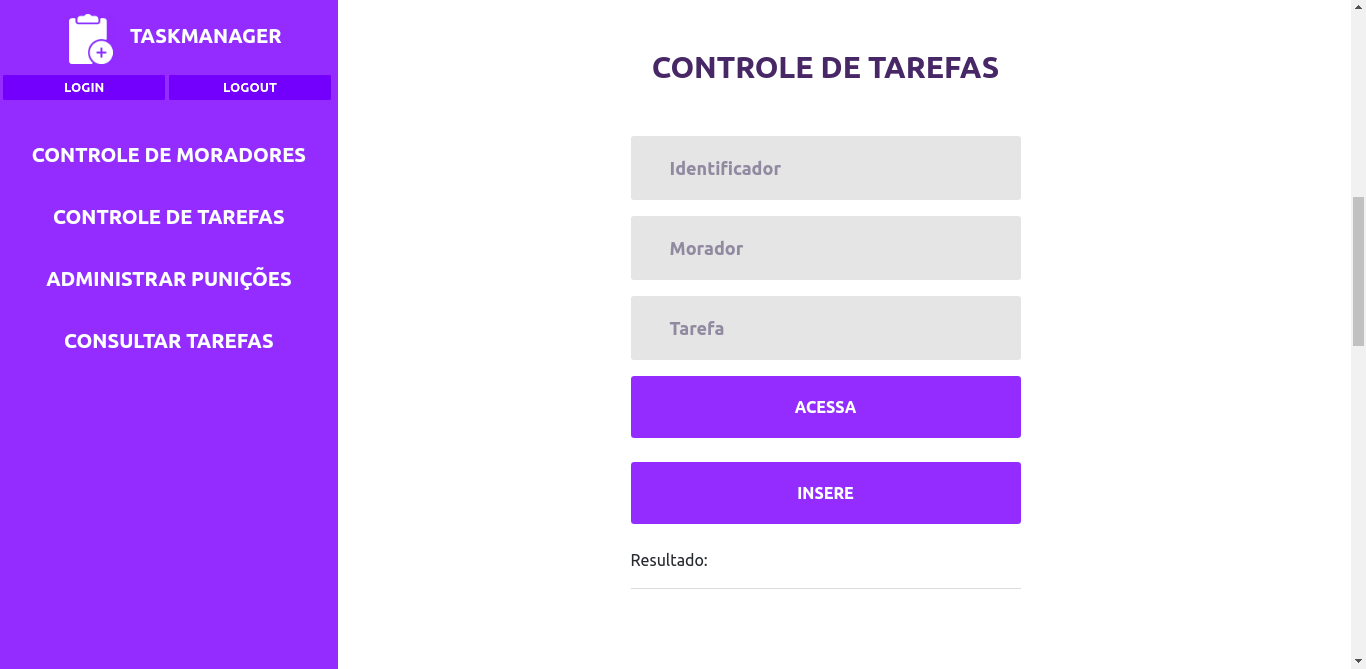 TASKMANAGER
LOGIN
LOGOUT
CONTROLE DE MORADORES
CONTROLE DE TAREFAS
ADMINISTRAR PUNIÇÕES
CONSULTAR TAREFAS
CONTROLE DE TAREFAS
Identificador
Morador
Tarefa
ACESSA
INSERE
Resultado: